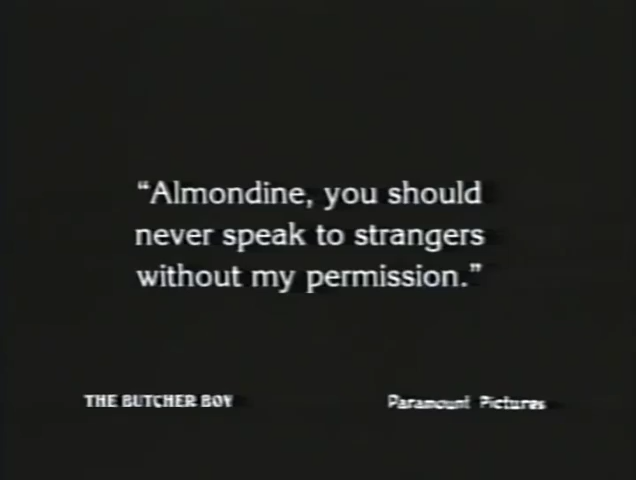 “Almondine, you should
never speak to strangers
without my permission.”
THE BUTCHER BOY Paramount Pictures